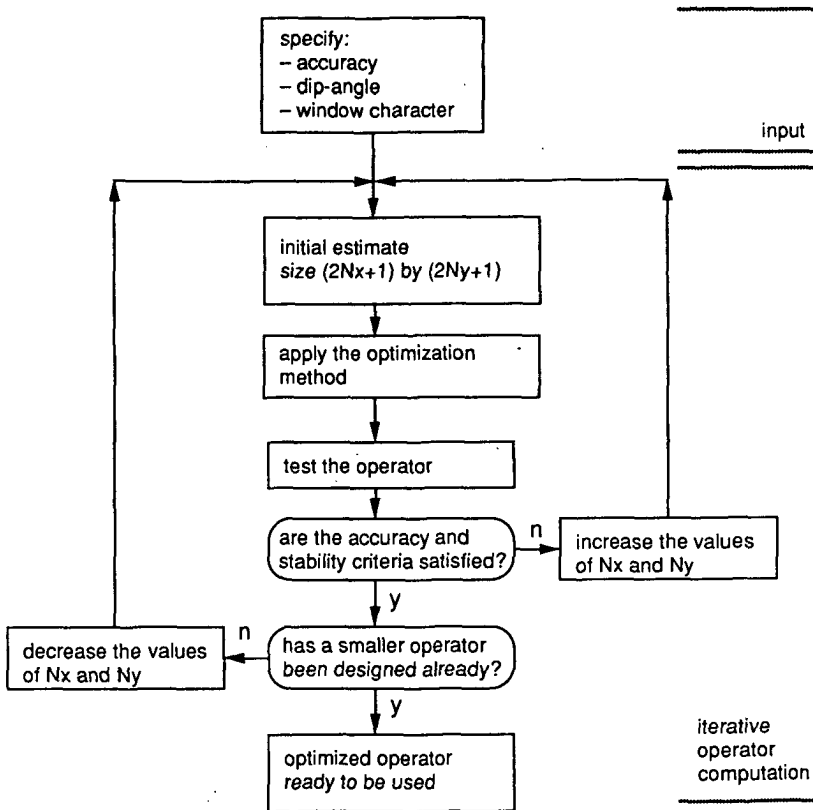 specify:
– accuracy
– dip-angle
– window character
input
initial estimate
size (2Nx+1) by (2Ny+1)
apply the optimization
method
test the operator
are the accuracy and
stability criteria satisfied?
n
increase the values
of Nx and Ny
y
has a smaller operator
been designed already?
n
decrease the values
of Nx and Ny
y
optimized operator
ready to be used
iterative
operator
computation